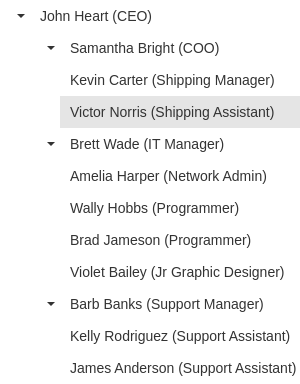 John Heart (CEO)
Samantha Bright (COO)
Kevin Carter (Shipping Manager)
Victor Norris (Shipping Assistant)
Brett Wade (IT Manager)
Amelia Harper (Network Admin)
Wally Hobbs (Programmer)
Brad Jameson (Programmer)
Violet Bailey (Jr Graphic Designer)
Barb Banks (Support Manager)
Kelly Rodriguez (Support Assistant)
James Anderson (Support Assistant)